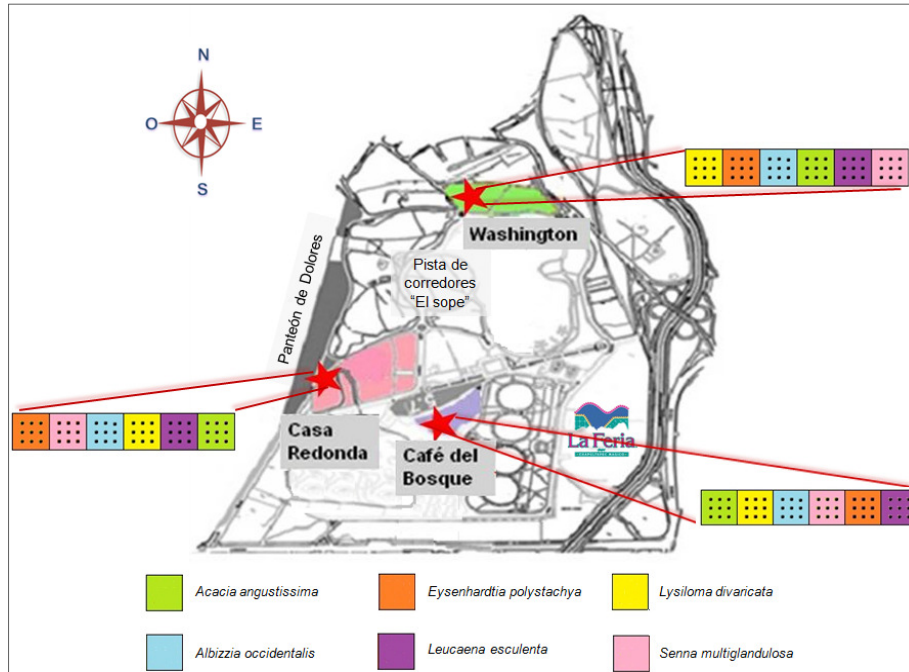 N
O
E
S
Washington
Panteón de Dolores
Pista de
corredores
"El sope"
Casa
Redonda
Café del
Bosque
La Feria
Acacia angustissima
Eysenhardtia polystachya
Lysiloma divaricata
Albizzia occidentalis
Leucaena esculenta
Senna multiglandulosa